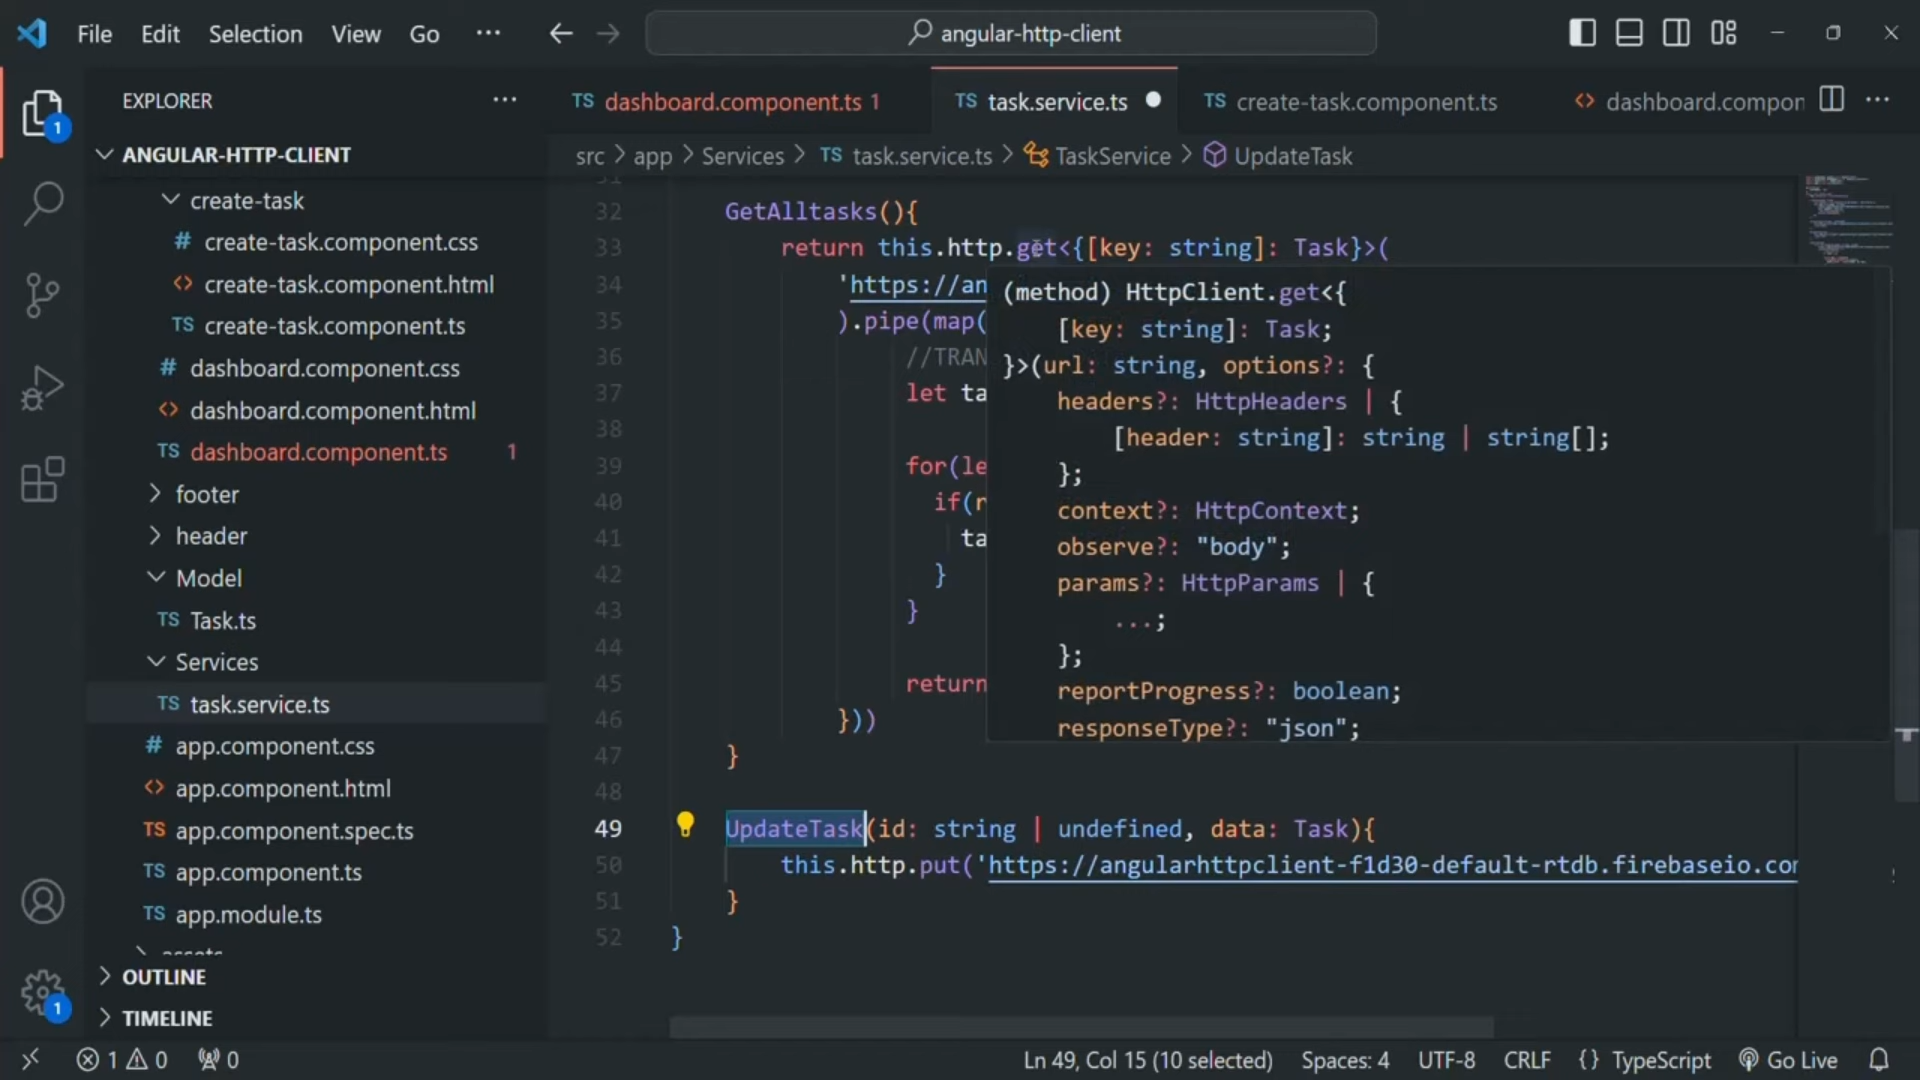 File Edit Selection View Go ··· angular-http-client
EXPLORER ···
ANGULAR-HTTP-CLIENT
create-task
# create-task.component.css
<> create-task.component.html
TS create-task.component.ts
# dashboard.component.css
<> dashboard.component.html
TS dashboard.component.ts 1
footer
header
Model
TS Task.ts
Services
TS task.service.ts
# app.component.css
<> app.component.html
TS app.component.spec.ts
TS app.component.ts
TS app.module.ts
assets
OUTLINE
TIMELINE
1
1
TS dashboard.component.ts 1 TS task.service.ts TS create-task.component.ts <> dashboard.compon ···
src > app > Services > TS task.service.ts > TaskService > UpdateTask
31
32 GetAlltasks(){
33 return this.http.get<{[key: string]: Task}>(
34 'https://an
35 ).pipe(map(
36 //TRAN
37 let ta
38
39 for(le
40 if(r
41 ta
42 }
43 }
44
45 return
46 }))
47 }
48
49 UpdateTask(id: string | undefined, data: Task){
50 this.http.put('https://angularhttpclient-f1d30-default-rtdb.firebaseio.com
51 }
52 }
(method) HttpClient.get<{
[key: string]: Task;
}>(url: string, options?: {
headers?: HttpHeaders | {
[header: string]: string | string[];
};
context?: HttpContext;
observe?: "body";
params?: HttpParams | {
...;
};
reportProgress?: boolean;
responseType?: "json";
1 0 0 Ln 49, Col 15 (10 selected) Spaces: 4 UTF-8 CRLF {} TypeScript Go Live